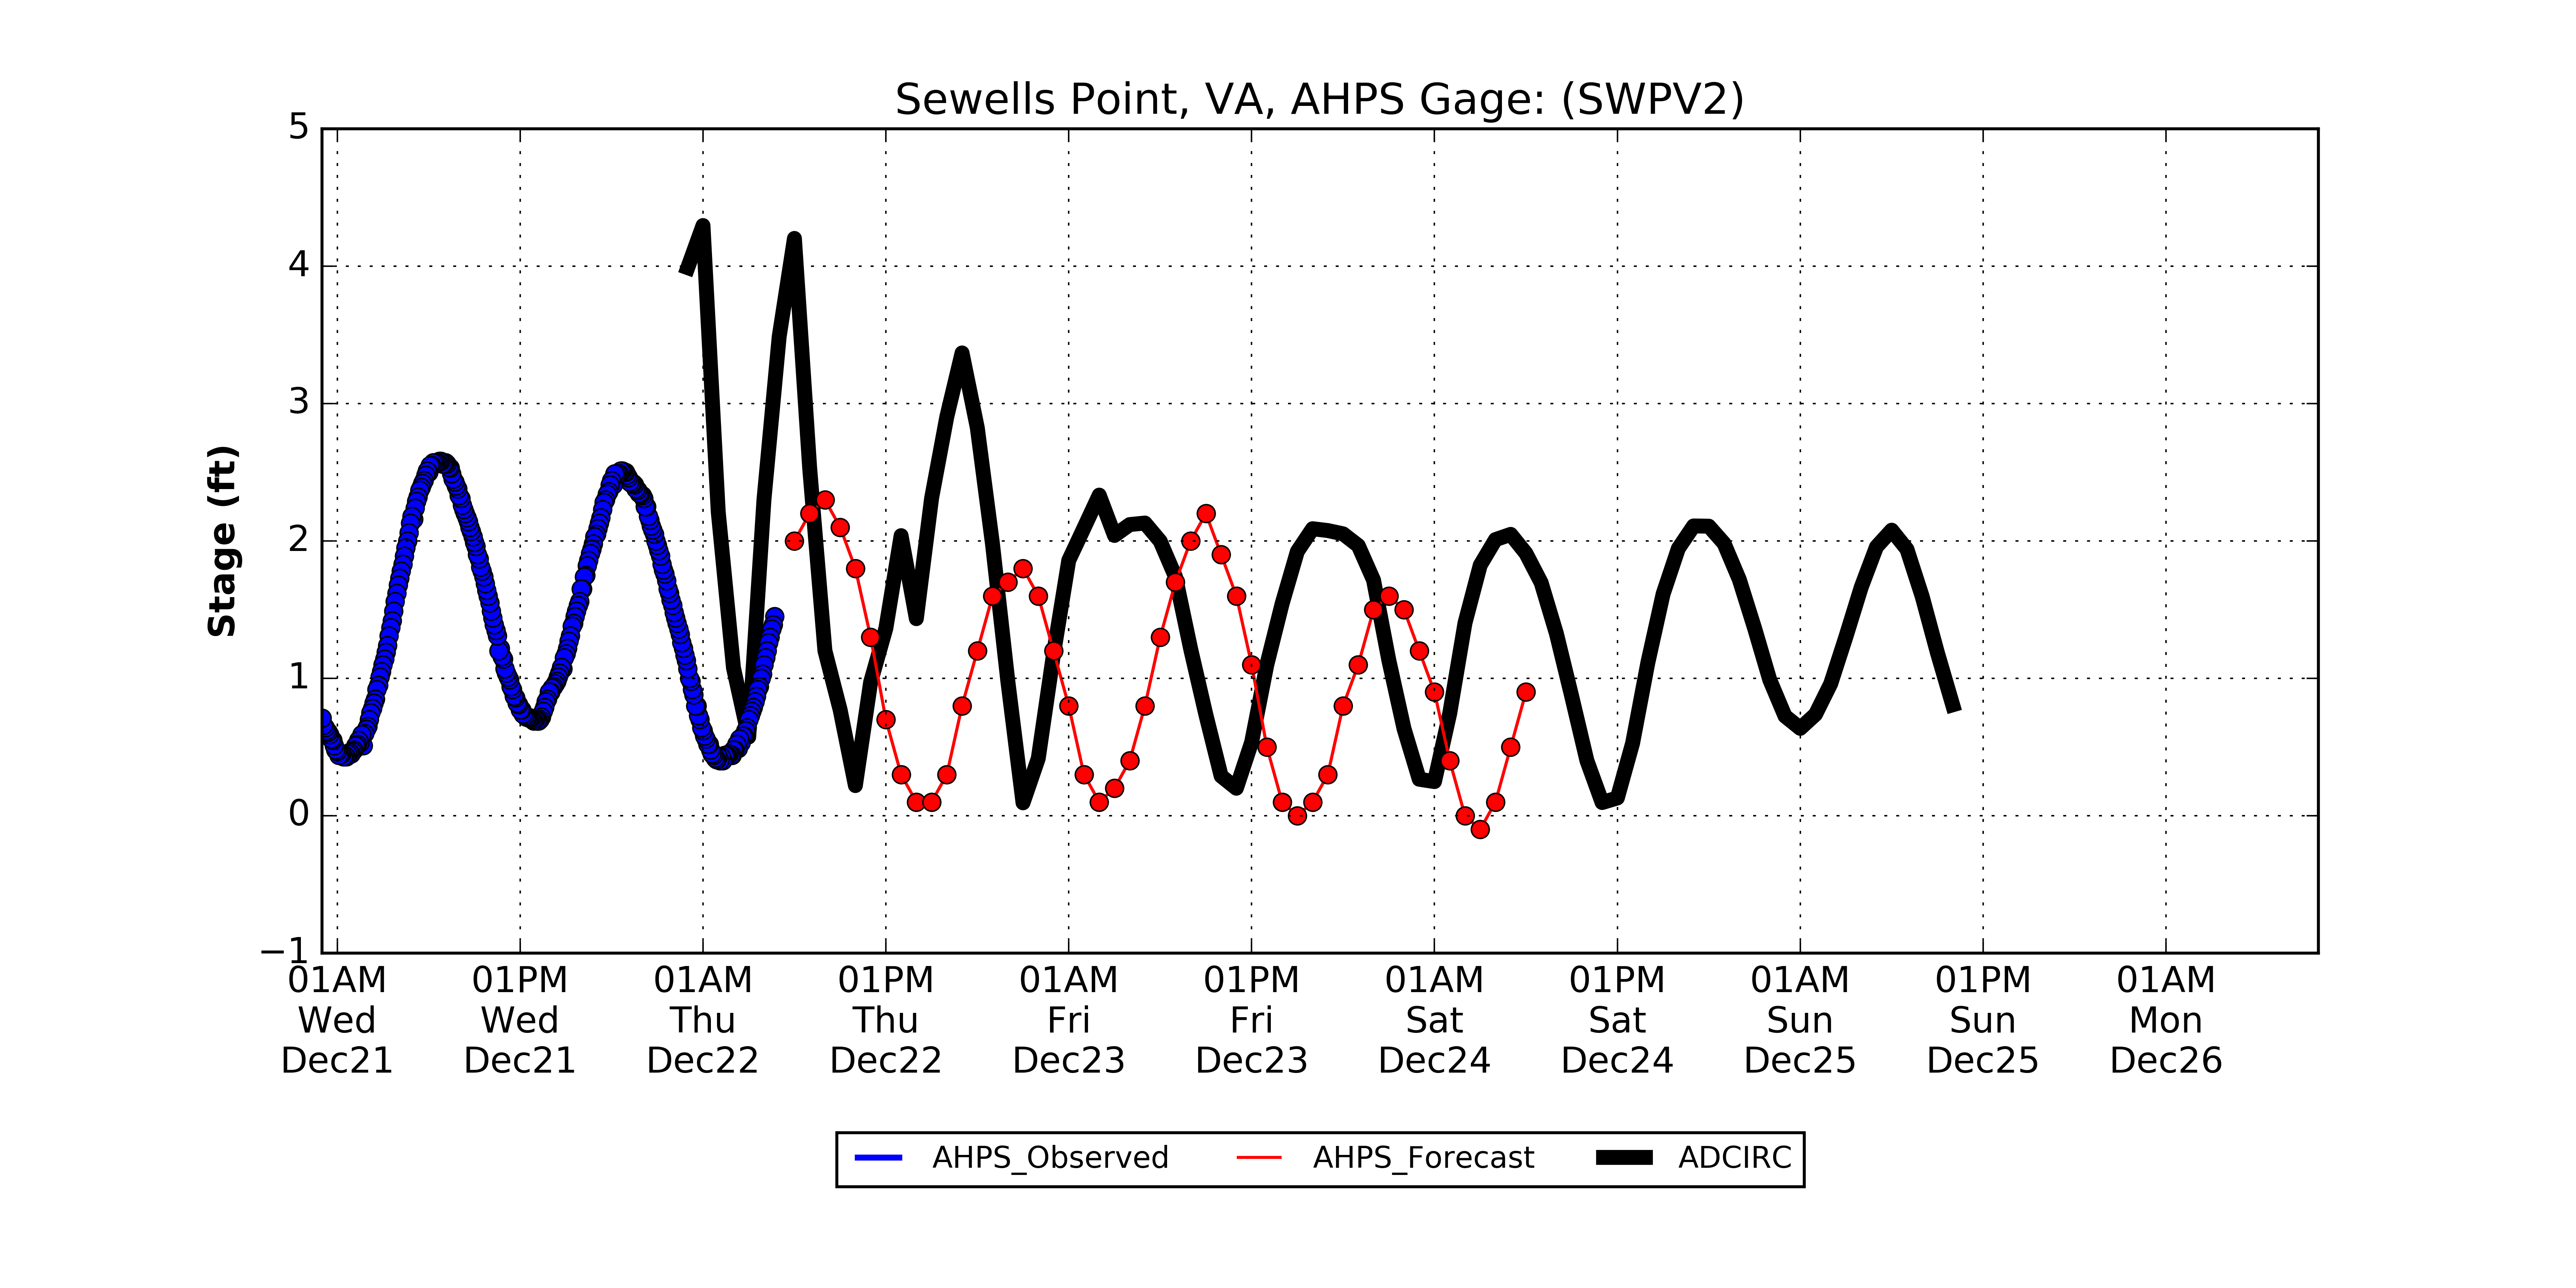 Sewells Point, VA, AHPS Gage: (SWPV2)
5
4
3
2
1
0
−1
Stage (ft)
01AM 01PM 01AM 01PM 01AM 01PM 01AM 01PM 01AM 01PM 01AM
Wed Wed Thu Thu Fri Fri Sat Sat Sun Sun Mon
Dec21 Dec21 Dec22 Dec22 Dec23 Dec23 Dec24 Dec24 Dec25 Dec25 Dec26
AHPS_Observed AHPS_Forecast ADCIRC